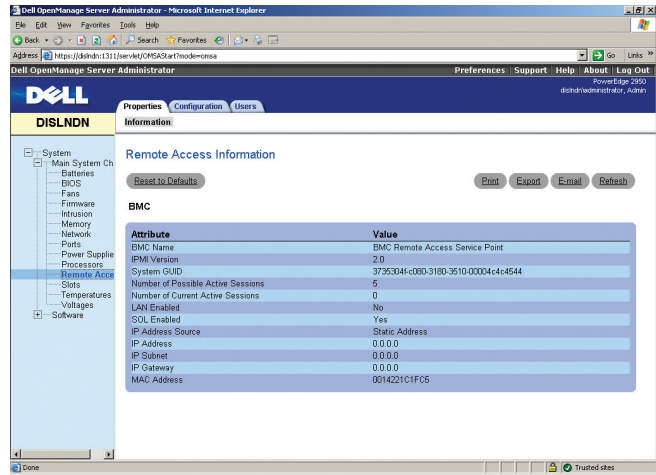 Dell OpenManage Server Administrator - Microsoft Internet Explorer
File Edit View Favorites Tools Help
Back Search Favorites
Address https://dislndn:1311/servlet/OMSAStart?mode=omsa Go Links »
Dell OpenManage Server Administrator Preferences Support Help About Log Out
PowerEdge 2950
dislndn\administrator, Admin
DELL
Properties Configuration Users
DISLNDN Information
System
Main System Ch
Batteries
BIOS
Fans
Firmware
Intrusion
Memory
Network
Ports
Power Supplie
Processors
Remote Acce
Slots
Temperatures
Voltages
Software
Remote Access Information
Reset to Defaults Print Export E-mail Refresh
BMC
Attribute Value
BMC Name BMC Remote Access Service Point
IPMI Version 2.0
System GUID 3735304f-c080-3180-3510-00004c4c4544
Number of Possible Active Sessions 5
Number of Current Active Sessions 0
LAN Enabled No
SOL Enabled Yes
IP Address Source Static Address
IP Address 0.0.0.0
IP Subnet 0.0.0.0
IP Gateway 0.0.0.0
MAC Address 0014221C1FC5
Done Trusted sites